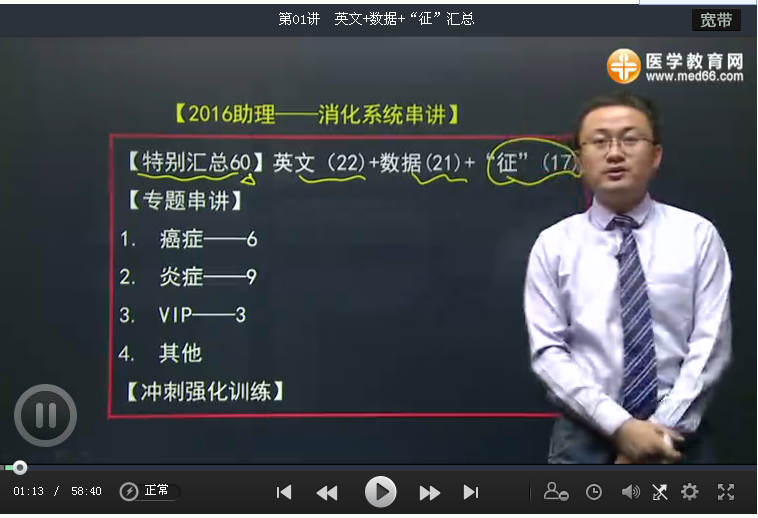 第01讲 英文+数据+“征”汇总
宽带
医学教育网
www.med66.com
【2016助理——消化系统串讲】
【特别汇总60】英文（22)+数据(21)+“征”(17
【专题串讲】
1. 癌症——6
2. 炎症——9
3. VIP——3
4. 其他
【冲刺强化训练】
01:13 / 58:40 正常